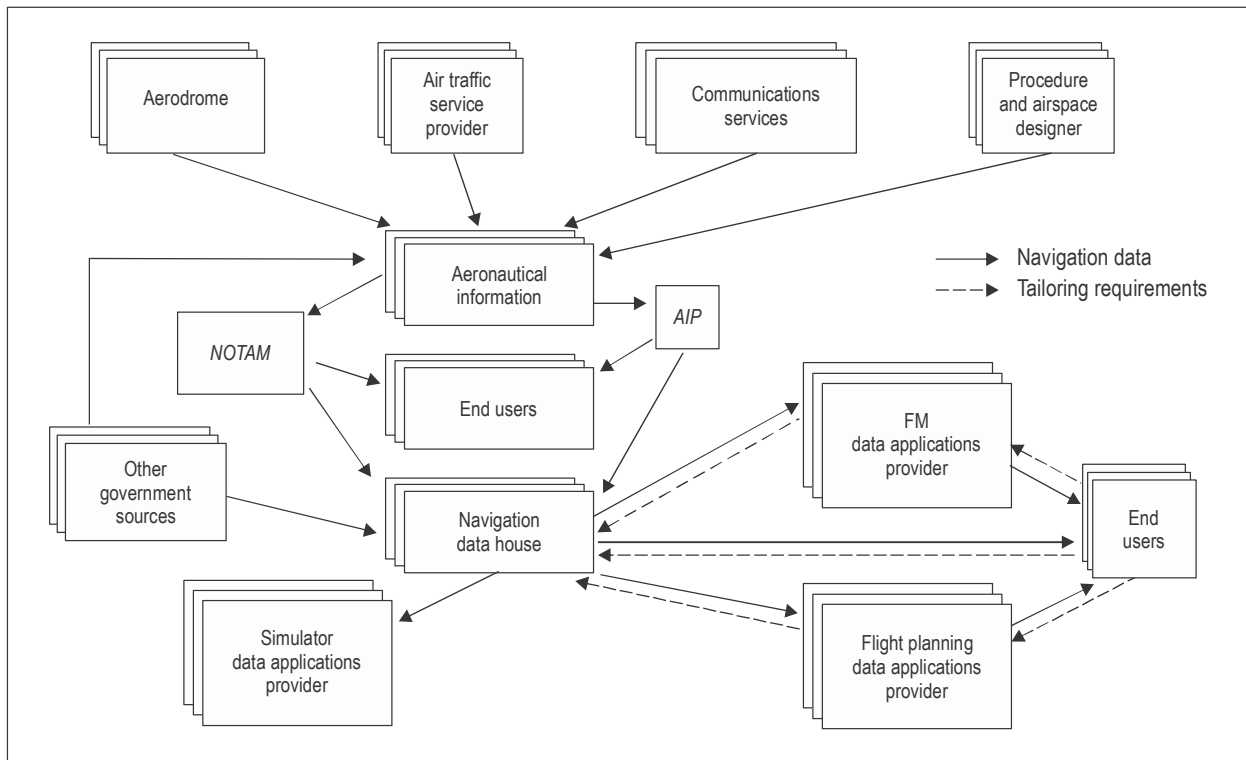 Aerodrome
Air traffic
service
provider
Communications
services
Procedure
and airspace
designer
Aeronautical
information
Navigation data
Tailoring requirements
AIP
NOTAM
End users
FM
data applications
provider
Other
government
sources
Navigation
data house
End
users
Simulator
data applications
provider
Flight planning
data applications
provider